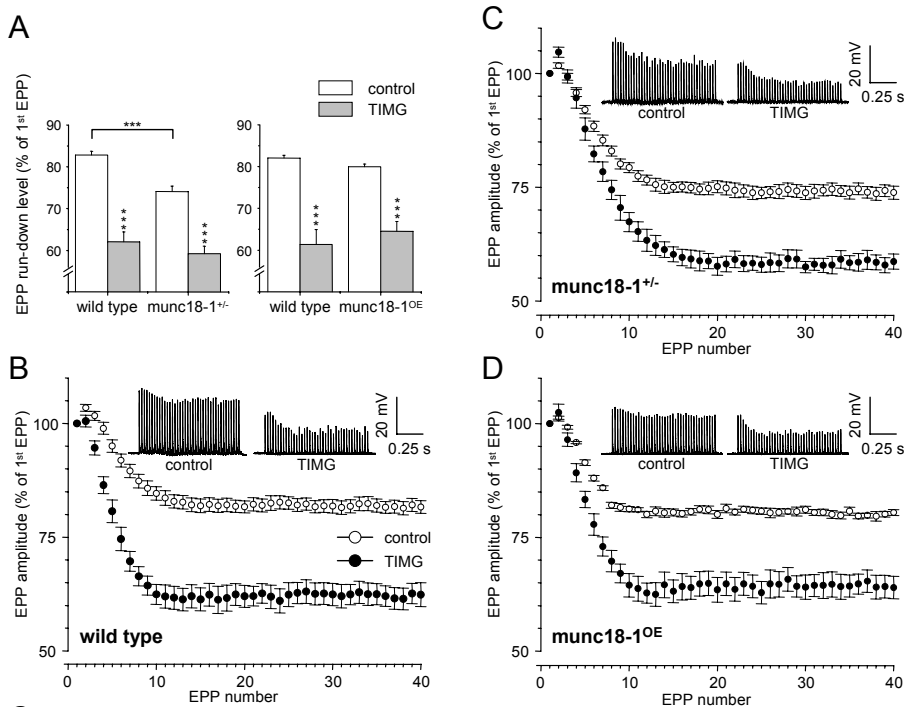 A
EPP run-down level (% of 1st EPP)
control
TIMG
***
90
80
70
60
***
***
***
***
wild type
munc18-1+/-
wild type
munc18-1OE
B
EPP amplitude (% of 1st EPP)
100
75
50
control
TIMG
20 mV
0.25 s
control
TIMG
wild type
0
10
20
30
40
EPP number
C
EPP amplitude (% of 1st EPP)
100
75
50
control
TIMG
20 mV
0.25 s
munc18-1+/-
0
10
20
30
40
EPP number
D
EPP amplitude (% of 1st EPP)
100
75
50
control
TIMG
20 mV
0.25 s
munc18-1OE
0
10
20
30
40
EPP number